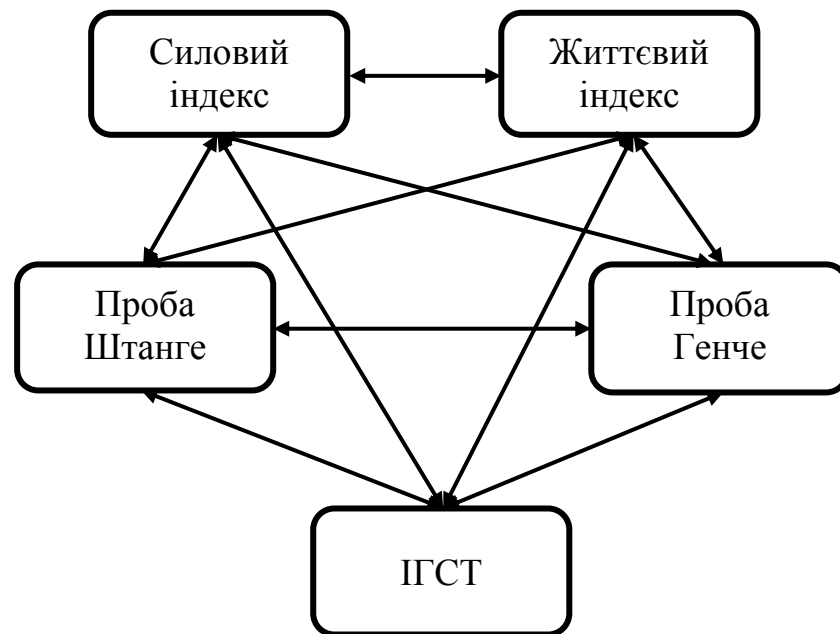 Силовий
індекс
Життєвий
індекс
Проба
Штанге
Проба
Генче
ІГСТ